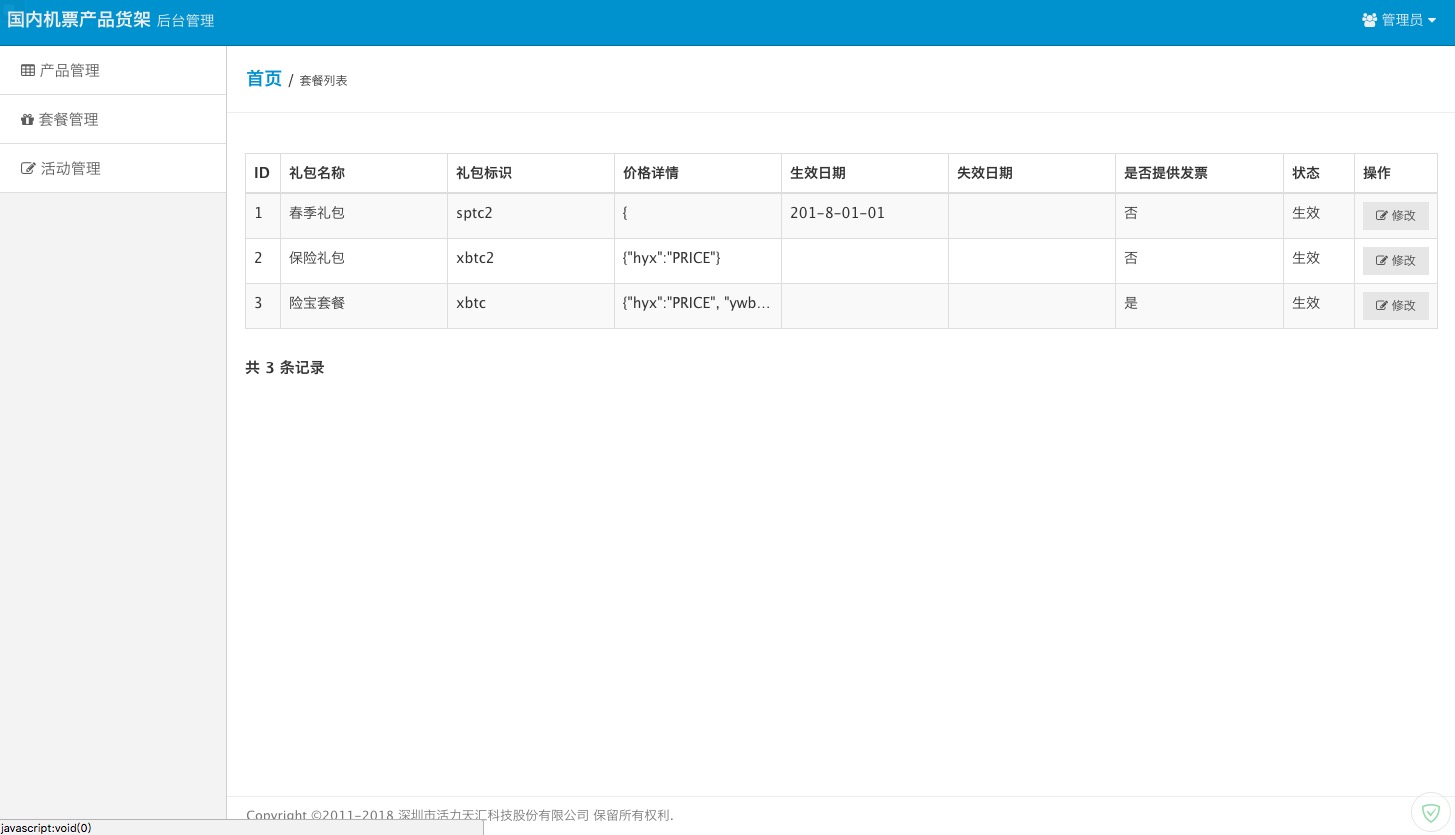 国内机票产品货架 后台管理 管理员
产品管理
套餐管理
活动管理
首页 / 套餐列表
ID 礼包名称 礼包标识 价格详情 生效日期 失效日期 是否提供发票 状态 操作
1 春季礼包 sptc2 { 201-8-01-01 否 生效 修改
2 保险礼包 xbtc2 {"hyx":"PRICE"} 否 生效 修改
3 险宝套餐 xbtc {"hyx":"PRICE", "ywb... 是 生效 修改
共 3 条记录
Copyright ©2011-2018 深圳市活力天汇科技股份有限公司 保留所有权利.
javascript:void(0)